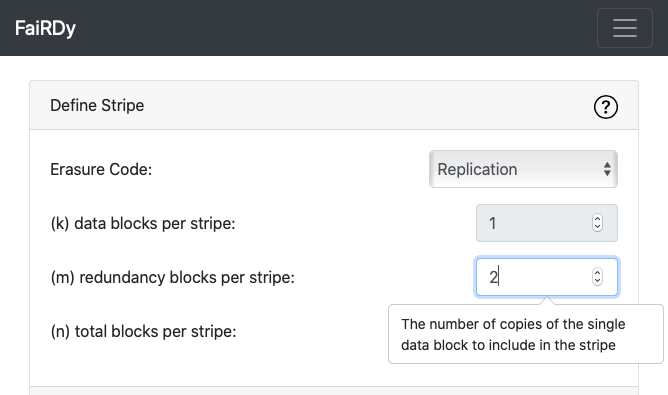 FaiRDy
Define Stripe
?
Erasure Code:
Replication
(k) data blocks per stripe:
1
(m) redundancy blocks per stripe:
2
(n) total blocks per stripe:
The number of copies of the single
data block to include in the stripe